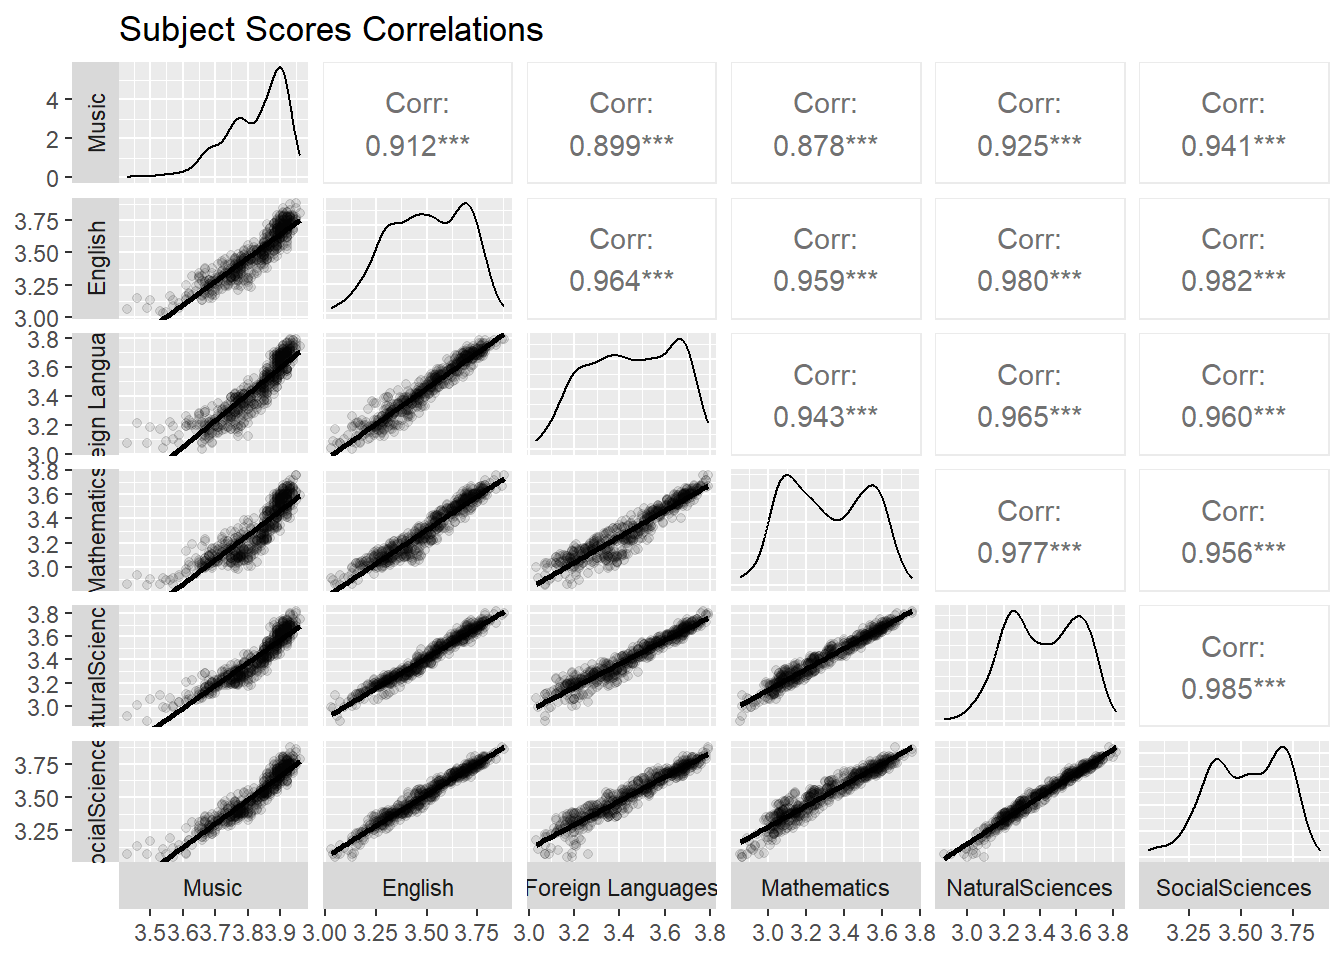 Subject Scores Correlations
Music
4
2
0
Corr:
0.912***
Corr:
0.899***
Corr:
0.878***
Corr:
0.925***
Corr:
0.941***
English
3.75
3.50
3.25
3.00
Corr:
0.964***
Corr:
0.959***
Corr:
0.980***
Corr:
0.982***
eign Langua
3.8
3.6
3.4
3.2
3.0
Corr:
0.943***
Corr:
0.965***
Corr:
0.960***
Mathematics
3.8
3.6
3.4
3.2
3.0
Corr:
0.977***
Corr:
0.956***
aturalScienc
3.8
3.6
3.4
3.2
3.0
Corr:
0.985***
ocialScience
3.75
3.50
3.25
Music English Foreign Languages Mathematics NaturalSciences SocialSciences
3.5 3.6 3.7 3.8 3.9 3.00 3.25 3.50 3.75 3.0 3.2 3.4 3.6 3.8 3.0 3.2 3.4 3.6 3.8 3.0 3.2 3.4 3.6 3.8 3.25 3.50 3.75